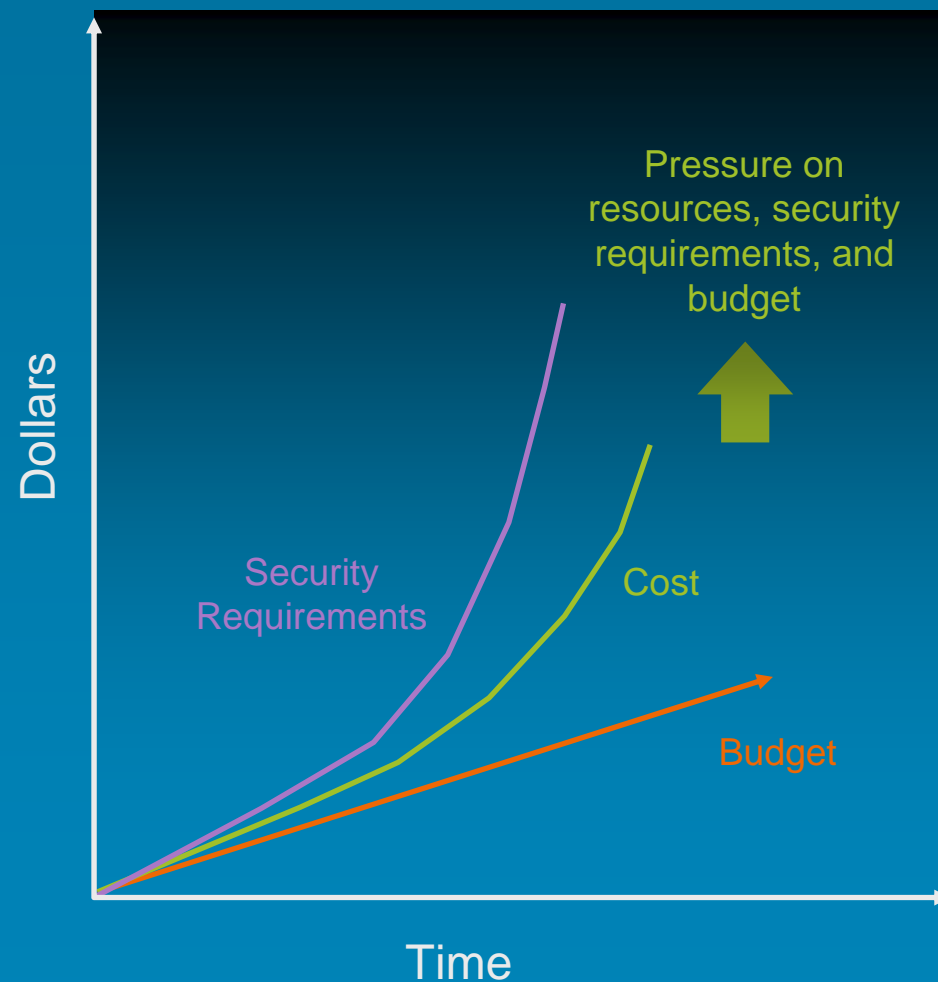 Pressure on
resources, security
requirements, and
budget
Dollars
Security
Requirements
Cost
Budget
Time